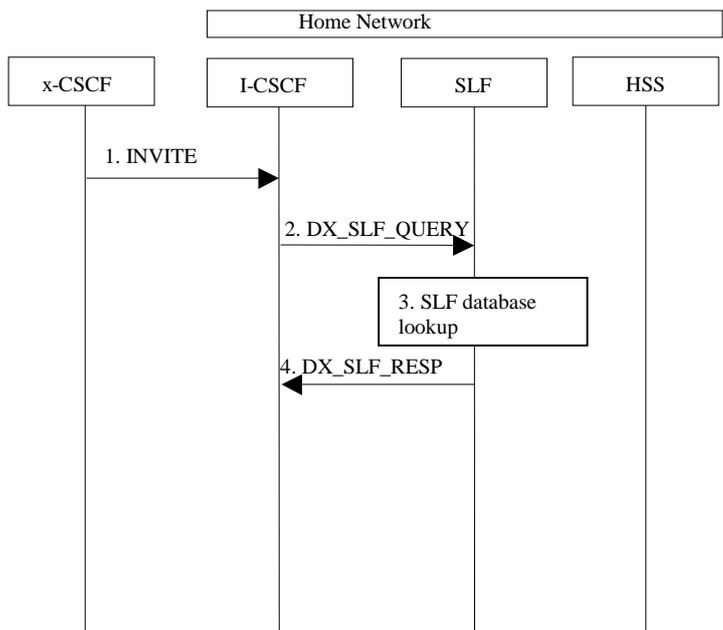 Home Network
x-CSCF
I-CSCF
SLF
HSS
1. INVITE
2. DX_SLF_QUERY
3. SLF database
lookup
4. DX_SLF_RESP